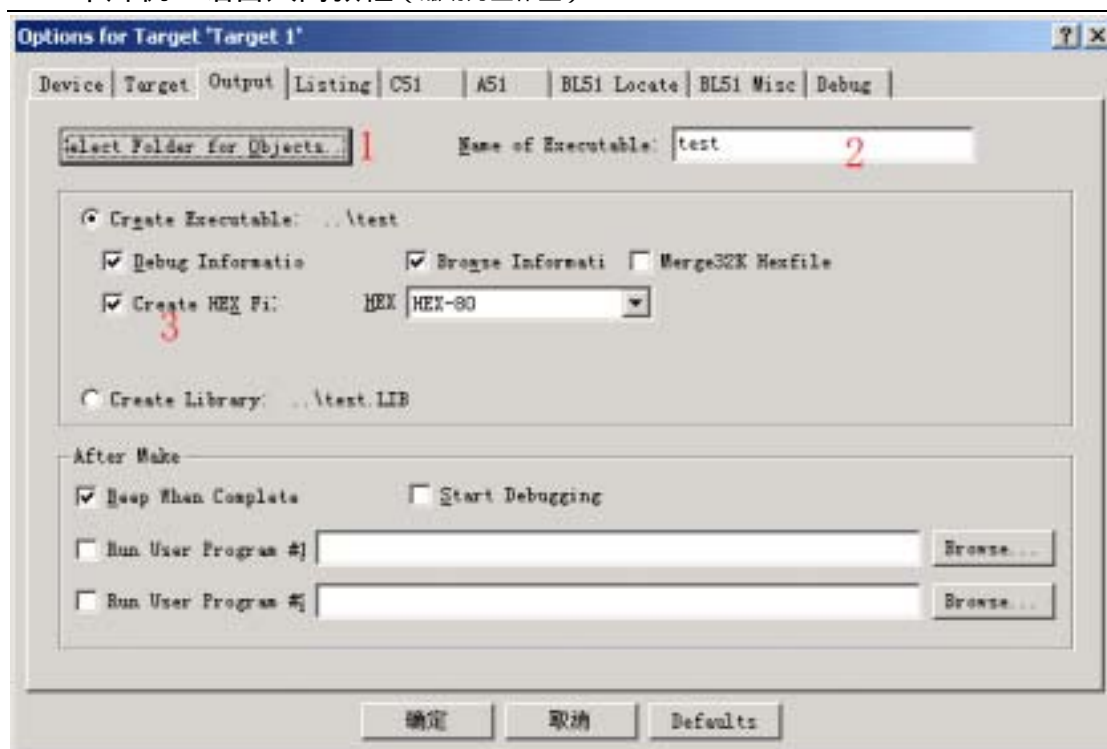 Options for Target 'Target 1'
Device Target Output Listing C51 A51 BL51 Locate BL51 Misc Debug
Select Folder for Objects... 1 Name of Executable: test 2
Create Executable: ..\test
Debug Informatio Browse Informati Merge32K Hexfile
Create HEX Fi: HEX HEX-80
3
Create Library: ..\test.LIB
After Make
Beep When Complete Start Debugging
Run User Program #1 Browse...
Run User Program # Browse...
确定 取消 Defaults